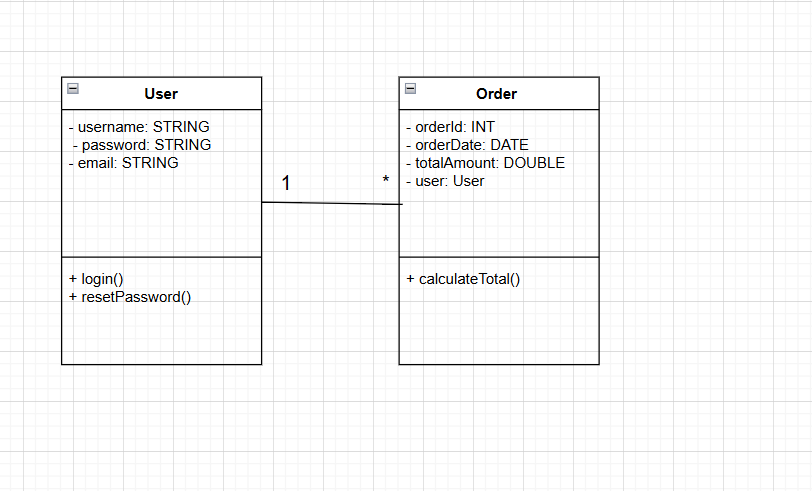 User
- username: STRING
- password: STRING
- email: STRING
+ login()
+ resetPassword()
1
*
Order
- orderId: INT
- orderDate: DATE
- totalAmount: DOUBLE
- user: User
+ calculateTotal()